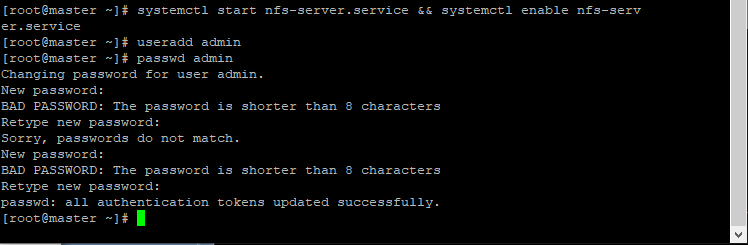 [root@master ~]# systemctl start nfs-server.service && systemctl enable nfs-serv
er.service
[root@master ~]# useradd admin
[root@master ~]# passwd admin
Changing password for user admin.
New password:
BAD PASSWORD: The password is shorter than 8 characters
Retype new password:
Sorry, passwords do not match.
New password:
BAD PASSWORD: The password is shorter than 8 characters
Retype new password:
passwd: all authentication tokens updated successfully.
[root@master ~]#